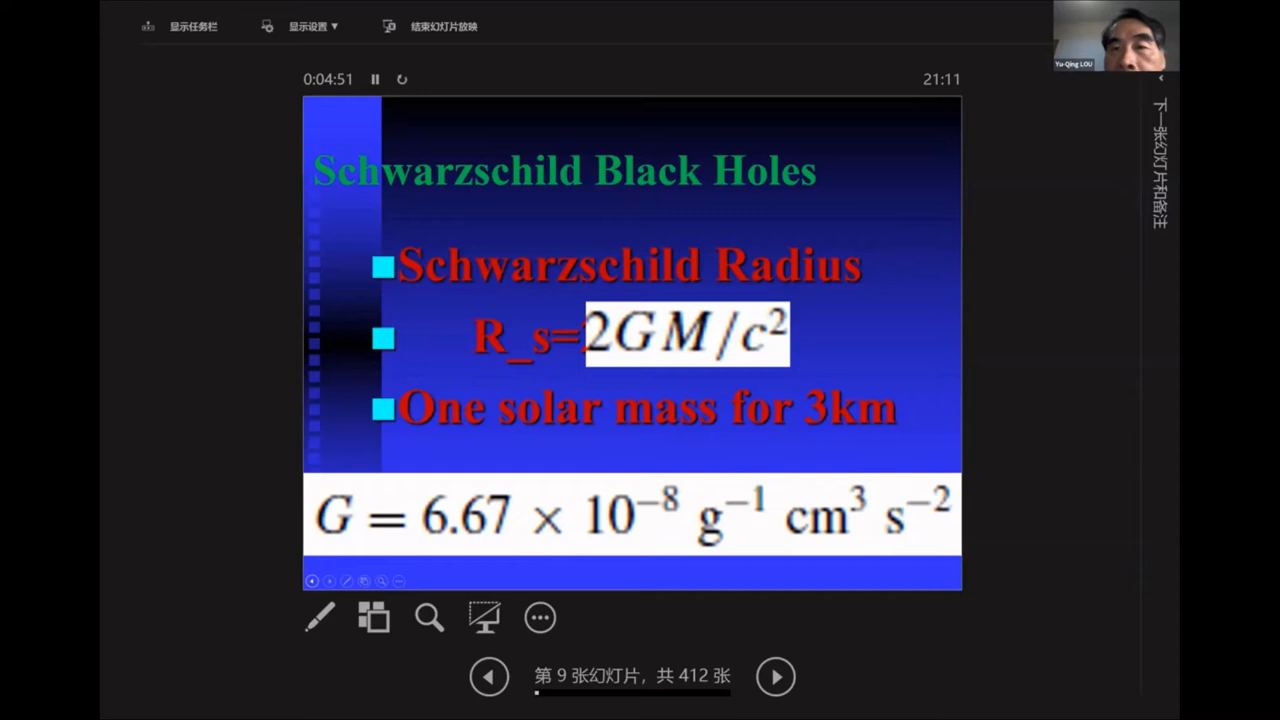 显示任务栏 显示设置 ▼ 结束幻灯片放映
Yu-Qing LOU
0:04:51 21:11
下一张幻灯片和备注
Schwarzschild Black Holes
Schwarzschild Radius
R_s=2GM/c²
One solar mass for 3km
G = 6.67 × 10⁻⁸ g⁻¹ cm³ s⁻²
第 9 张幻灯片，共 412 张